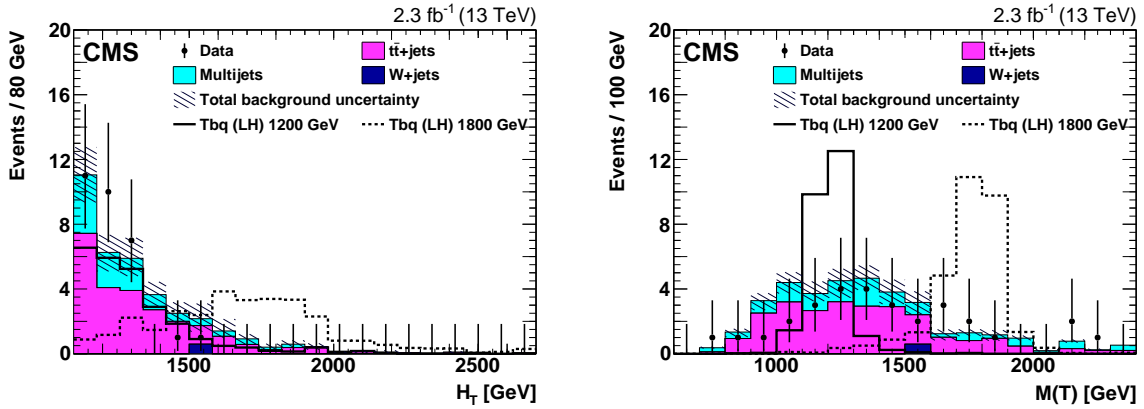 2.3 fb⁻¹ (13 TeV)
CMS
Data
tt̄+jets
Multijets
W+jets
Total background uncertainty
Tbq (LH) 1200 GeV
Tbq (LH) 1800 GeV
Events / 80 GeV
20
16
12
8
4
0
1500
2000
2500
H_T [GeV]
2.3 fb⁻¹ (13 TeV)
CMS
Data
tt̄+jets
Multijets
W+jets
Total background uncertainty
Tbq (LH) 1200 GeV
Tbq (LH) 1800 GeV
Events / 100 GeV
20
16
12
8
4
0
1000
1500
2000
M(T) [GeV]